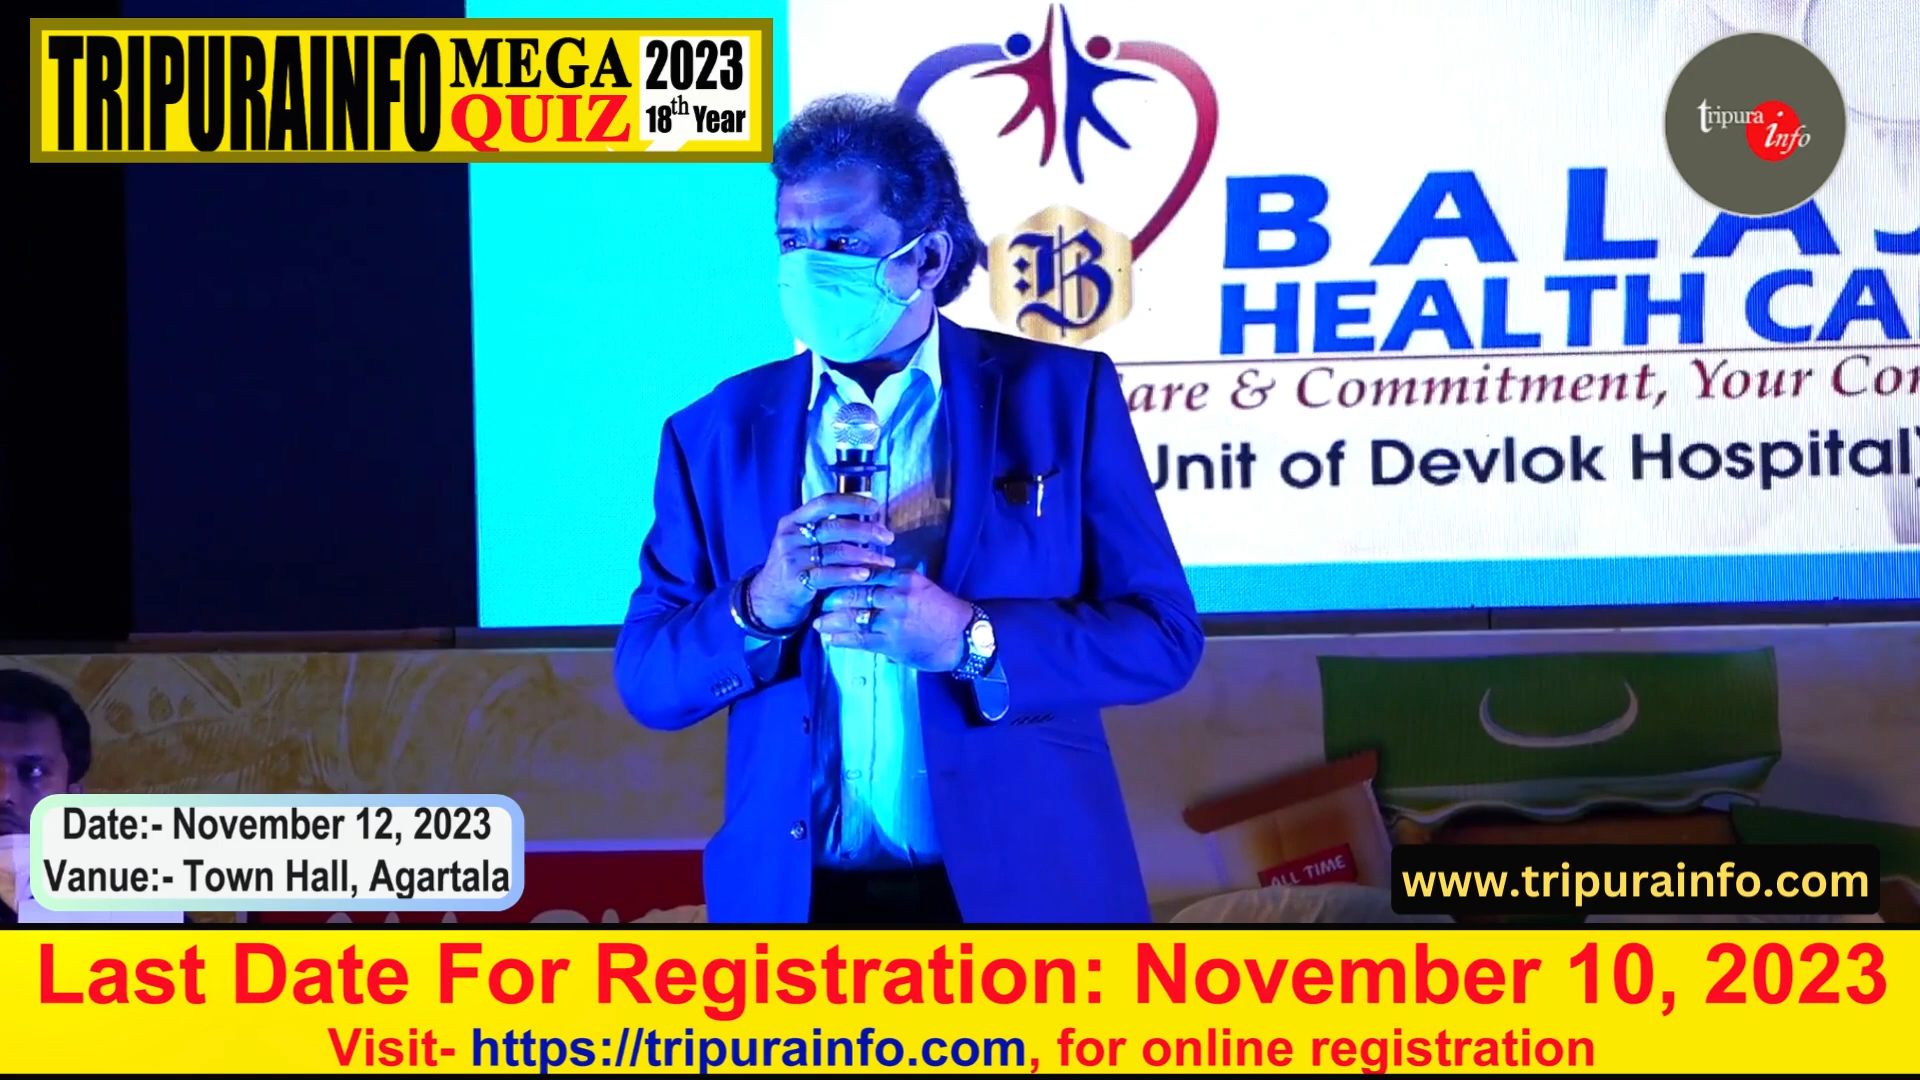 TRIPURAINFO MEGA QUIZ 2023 18th Year
tripura info
BALAJ
HEALTH CA
are & Commitment, Your Con
Unit of Devlok Hospital)
B
Date:- November 12, 2023
Vanue:- Town Hall, Agartala
ALL TIME
www.tripurainfo.com
Last Date For Registration: November 10, 2023
Visit- https://tripurainfo.com, for online registration